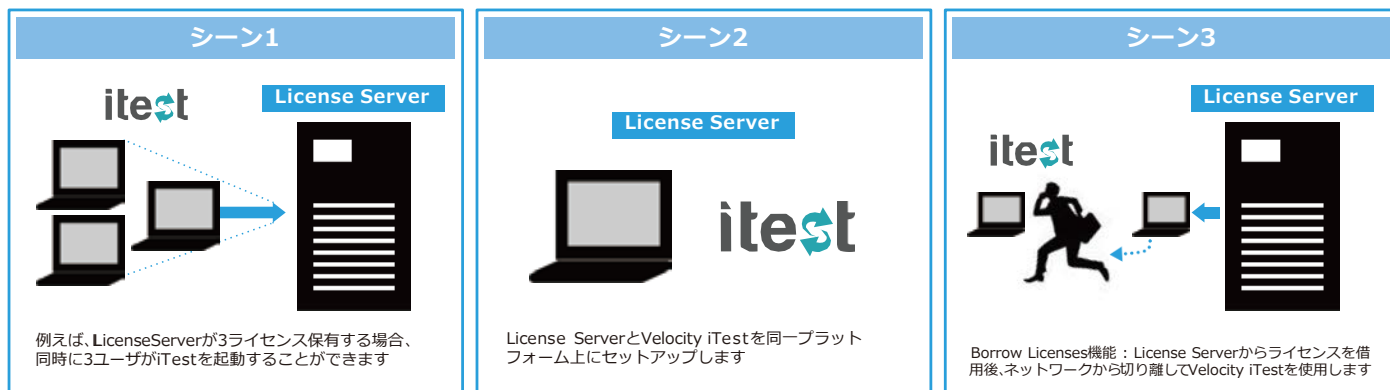 シーン1
itest
License Server
例えば、LicenseServerが3ライセンス保有する場合、
同時に3ユーザがiTestを起動することができます
シーン2
License Server
itest
License ServerとVelocity iTestを同一プラット
フォーム上にセットアップします
シーン3
License Server
itest
Borrow Licenses機能：License Serverからライセンスを借
用後、ネットワークから切り離してVelocity iTestを使用します